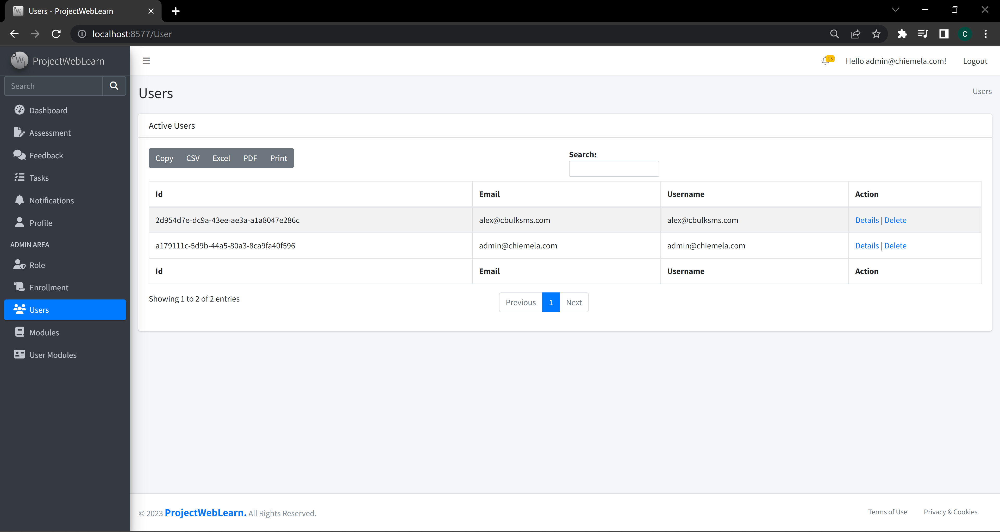 Users - ProjectWebLearn
localhost:8577/User
C
PWL ProjectWebLearn
Search
Dashboard
Assessment
Feedback
Tasks
Notifications
Profile
ADMIN AREA
Role
Enrollment
Users
Modules
User Modules
15 Hello admin@chiemela.com! Logout
Users Users
Active Users
Copy CSV Excel PDF Print
Search:
Id Email Username Action
2d954d7e-dc9a-43ee-ae3a-a1a8047e286c alex@cbulksms.com alex@cbulksms.com Details | Delete
a179111c-5d9b-44a5-80a3-8ca9fa40f596 admin@chiemela.com admin@chiemela.com Details | Delete
Id Email Username Action
Showing 1 to 2 of 2 entries Previous 1 Next
© 2023 ProjectWebLearn. All Rights Reserved. Terms of Use Privacy & Cookies